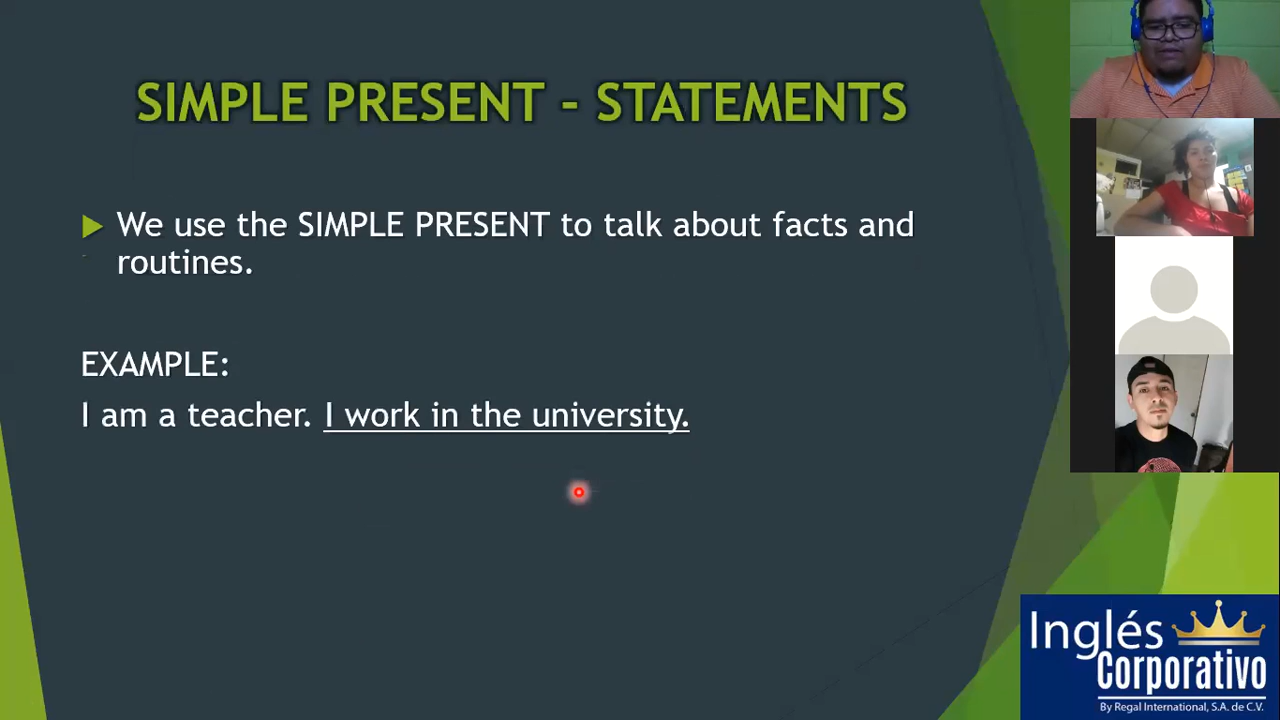 SIMPLE PRESENT - STATEMENTS
We use the SIMPLE PRESENT to talk about facts and
routines.
EXAMPLE:
I am a teacher. I work in the university.
Inglés
Corporativo
By Regal International, S.A. de C.V.